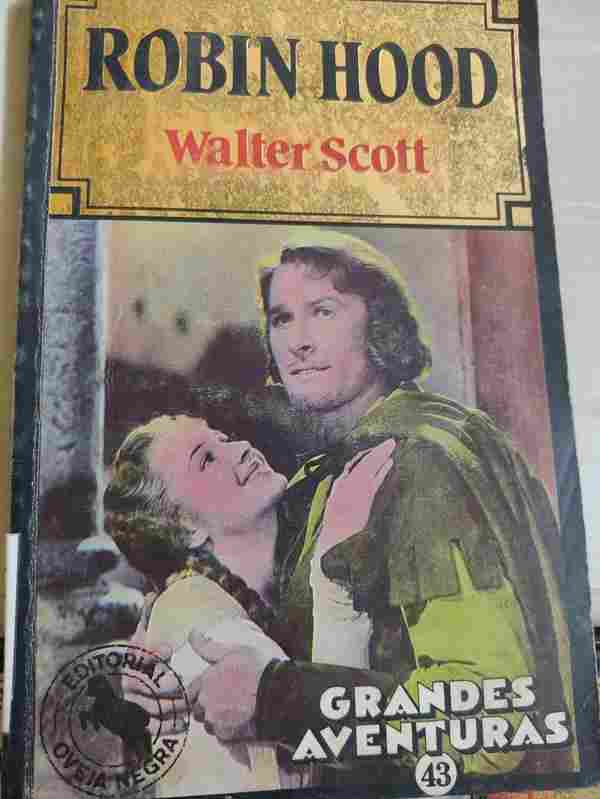 ROBIN HOOD
Walter Scott
EDITORIAL
OVEJA NEGRA
GRANDES
AVENTURAS
43